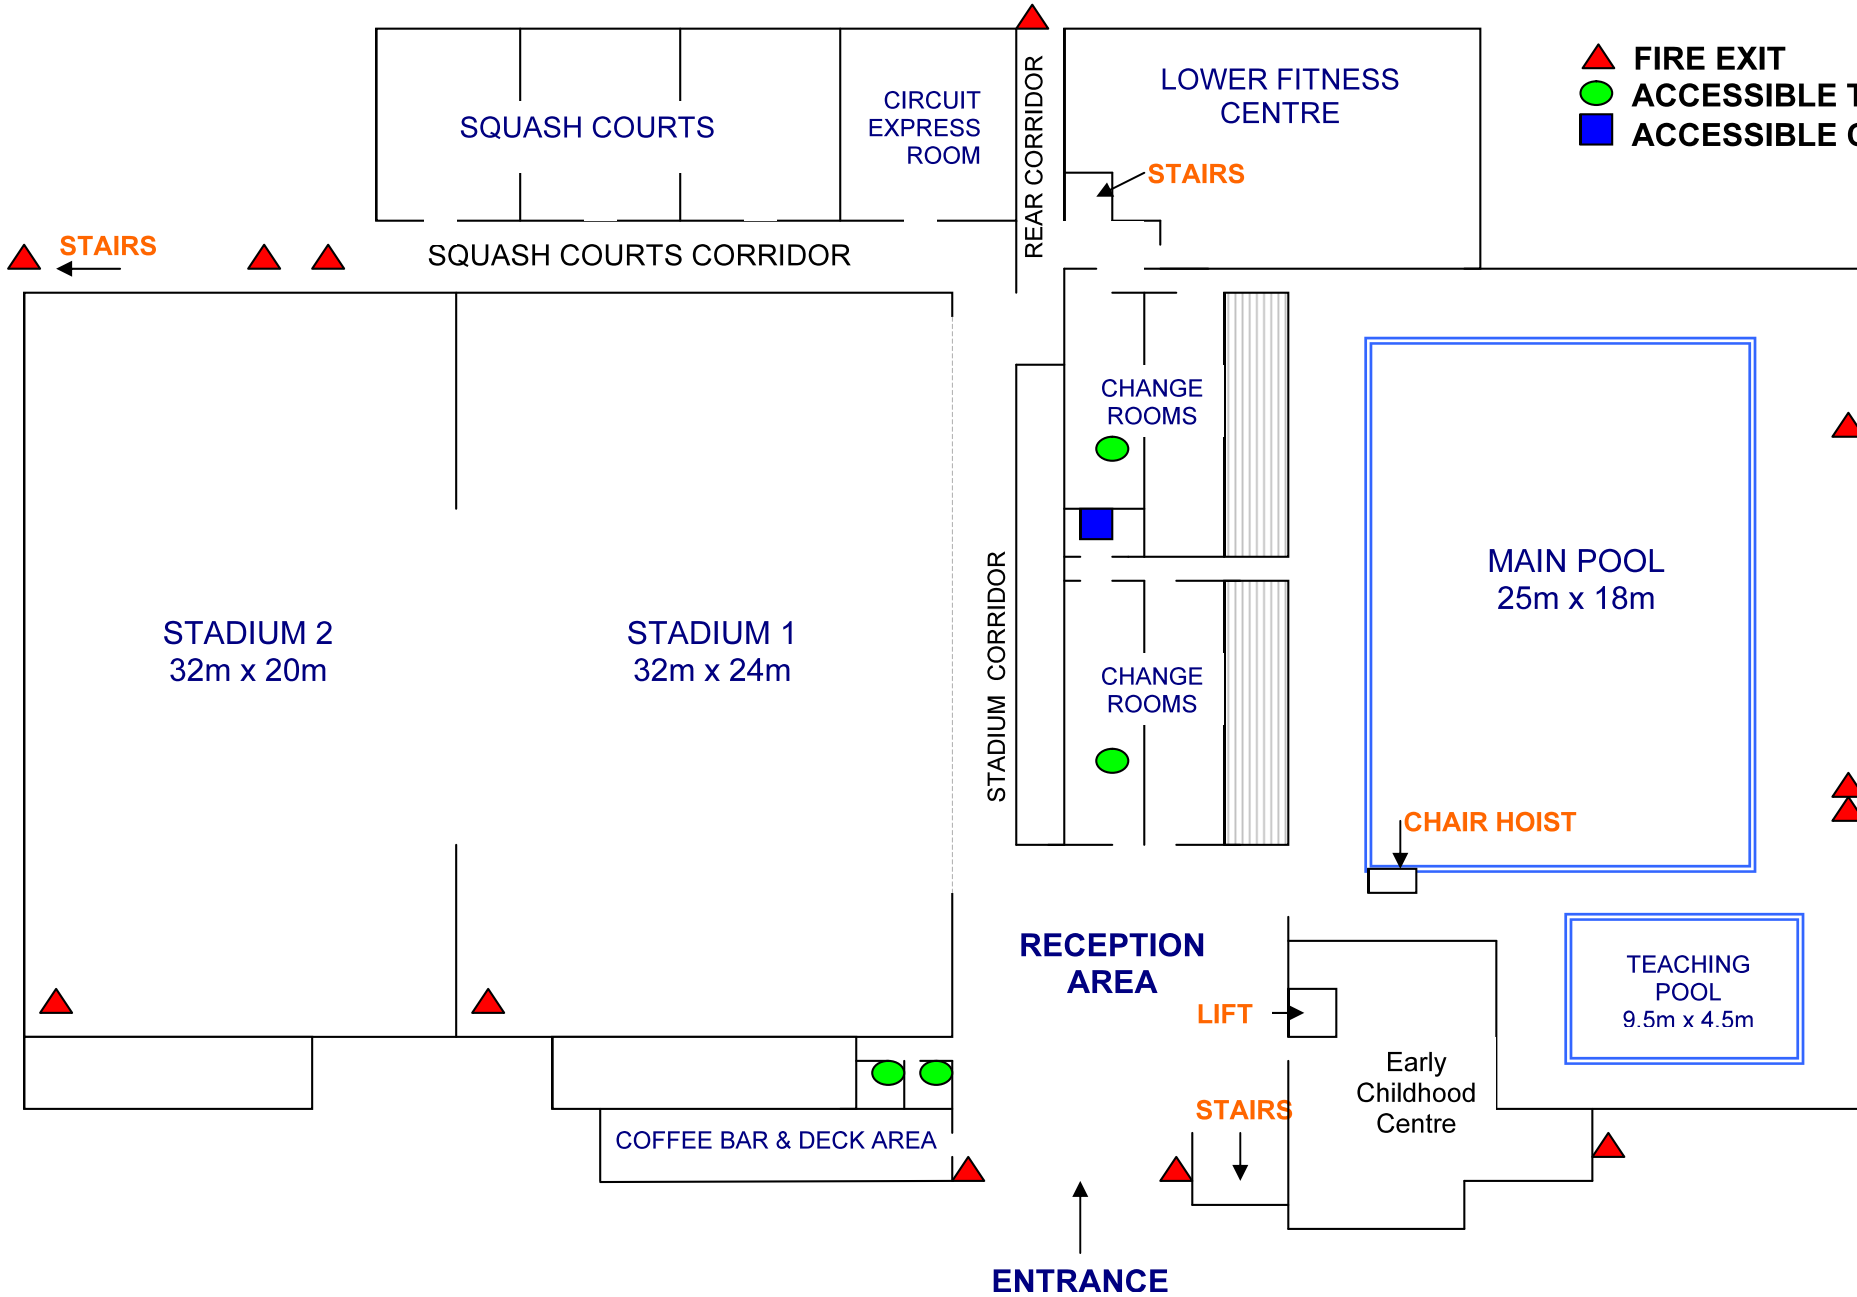 FIRE EXIT
ACCESSIBLE
ACCESSIBLE
LOWER FITNESS
CENTRE
CIRCUIT
EXPRESS
ROOM
SQUASH COURTS
REAR CORRIDOR
STAIRS
STAIRS
SQUASH COURTS CORRIDOR
CHANGE
ROOMS
MAIN POOL
25m x 18m
STADIUM 2
32m x 20m
STADIUM 1
32m x 24m
STADIUM CORRIDOR
CHANGE
ROOMS
CHAIR HOIST
RECEPTION
AREA
TEACHING
POOL
9.5m x 4.5m
LIFT
Early
Childhood
Centre
STAIRS
COFFEE BAR & DECK AREA
ENTRANCE